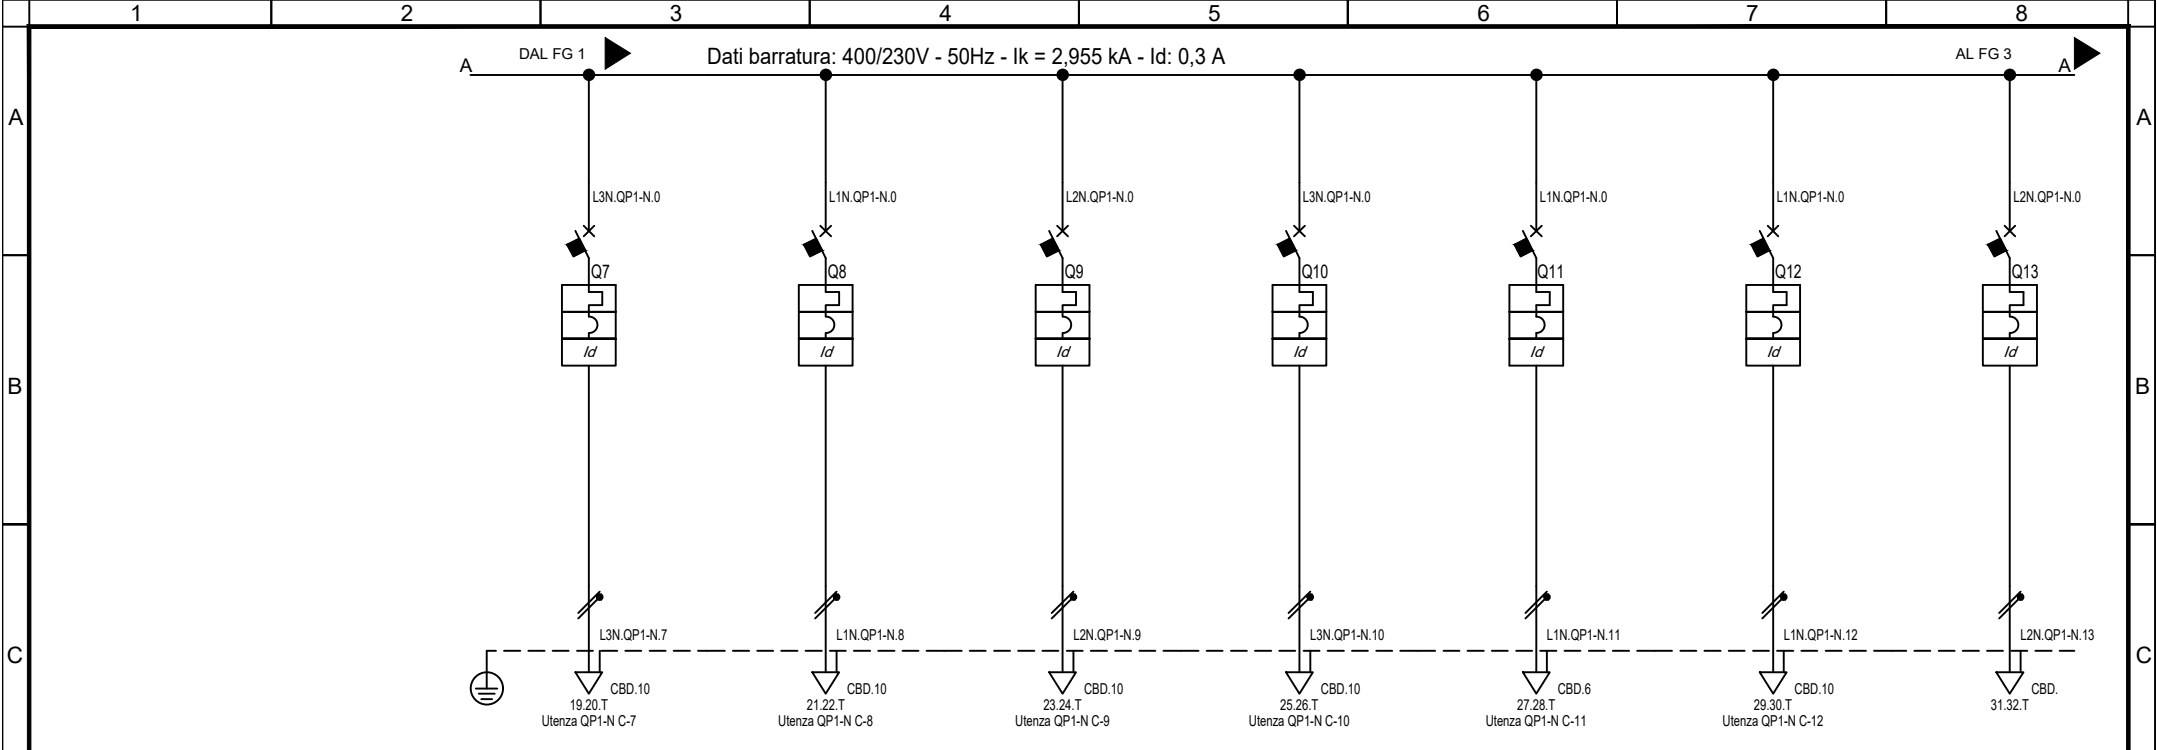 1 2 3 4 5 6 7 8
DAL FG 1 Dati barratura: 400/230V - 50Hz - Ik = 2,955 kA - Id: 0,3 A AL FG 3
A A
A A
L3N.QP1-N.0 L1N.QP1-N.0 L2N.QP1-N.0 L3N.QP1-N.0 L1N.QP1-N.0 L1N.QP1-N.0 L2N.QP1-N.0
Q7 Q8 Q9 Q10 Q11 Q12 Q13
Id Id Id Id Id Id Id
B B
L3N.QP1-N.7 L1N.QP1-N.8 L2N.QP1-N.9 L3N.QP1-N.10 L1N.QP1-N.11 L1N.QP1-N.12 L2N.QP1-N.13
C C
CBD.10 CBD.10 CBD.10 CBD.10 CBD.6 CBD.10 CBD.
19.20.T 21.22.T 23.24.T 25.26.T 27.28.T 29.30.T 31.32.T
Utenza QP1-N C-7 Utenza QP1-N C-8 Utenza QP1-N C-9 Utenza QP1-N C-10 Utenza QP1-N C-11 Utenza QP1-N C-12